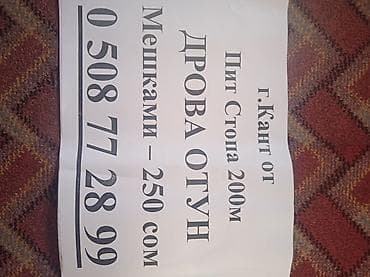 г.Кант от
Пит Стопа 200м
ДРОВА ОТУН
Мешками – 250 сом
0 508 77 28 99